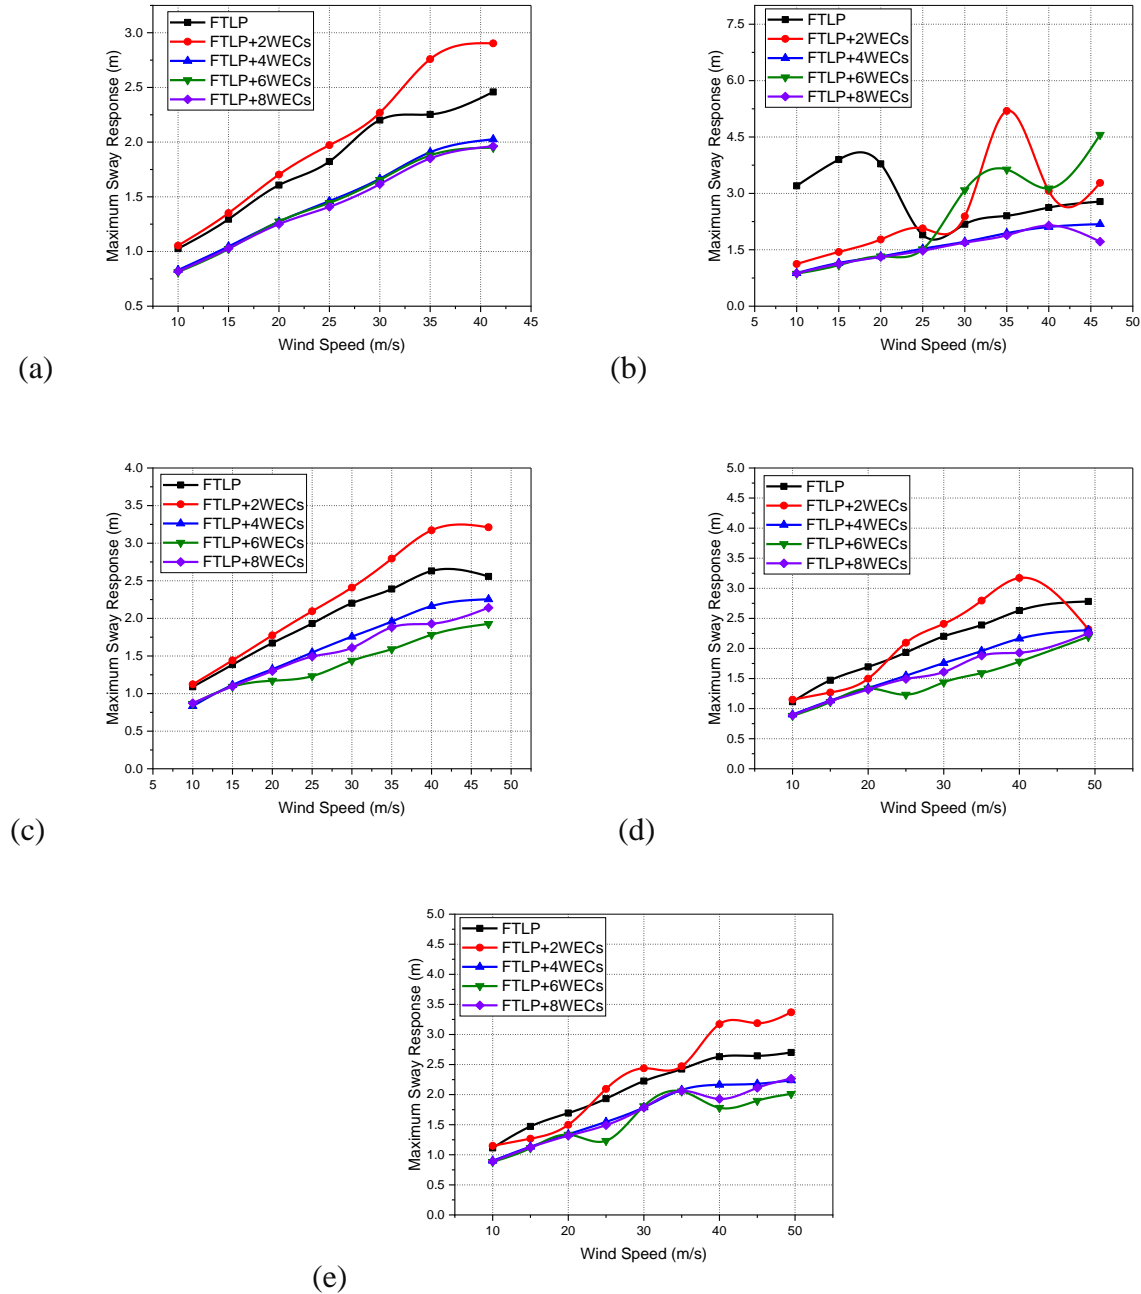 FTLP
FTLP+2WECs
FTLP+4WECs
FTLP+6WECs
FTLP+8WECs
3.0
2.5
2.0
1.5
1.0
0.5
10 15 20 25 30 35 40 45
Maximum Sway Response (m)
Wind Speed (m/s)
(a)
FTLP
FTLP+2WECs
FTLP+4WECs
FTLP+6WECs
FTLP+8WECs
7.5
6.0
4.5
3.0
1.5
0.0
5 10 15 20 25 30 35 40 45 50
Maximum Sway Response (m)
Wind Speed (m/s)
(b)
FTLP
FTLP+2WECs
FTLP+4WECs
FTLP+6WECs
FTLP+8WECs
4.0
3.5
3.0
2.5
2.0
1.5
1.0
0.5
0.0
5 10 15 20 25 30 35 40 45 50
Maximum Sway Response (m)
Wind Speed (m/s)
(c)
FTLP
FTLP+2WECs
FTLP+4WECs
FTLP+6WECs
FTLP+8WECs
5.0
4.5
4.0
3.5
3.0
2.5
2.0
1.5
1.0
0.5
0.0
10 20 30 40 50
Maximum Sway Response (m)
Wind Speed (m/s)
(d)
FTLP
FTLP+2WECs
FTLP+4WECs
FTLP+6WECs
FTLP+8WECs
5.0
4.5
4.0
3.5
3.0
2.5
2.0
1.5
1.0
0.5
0.0
10 20 30 40 50
Maximum Sway Response (m)
Wind Speed (m/s)
(e)